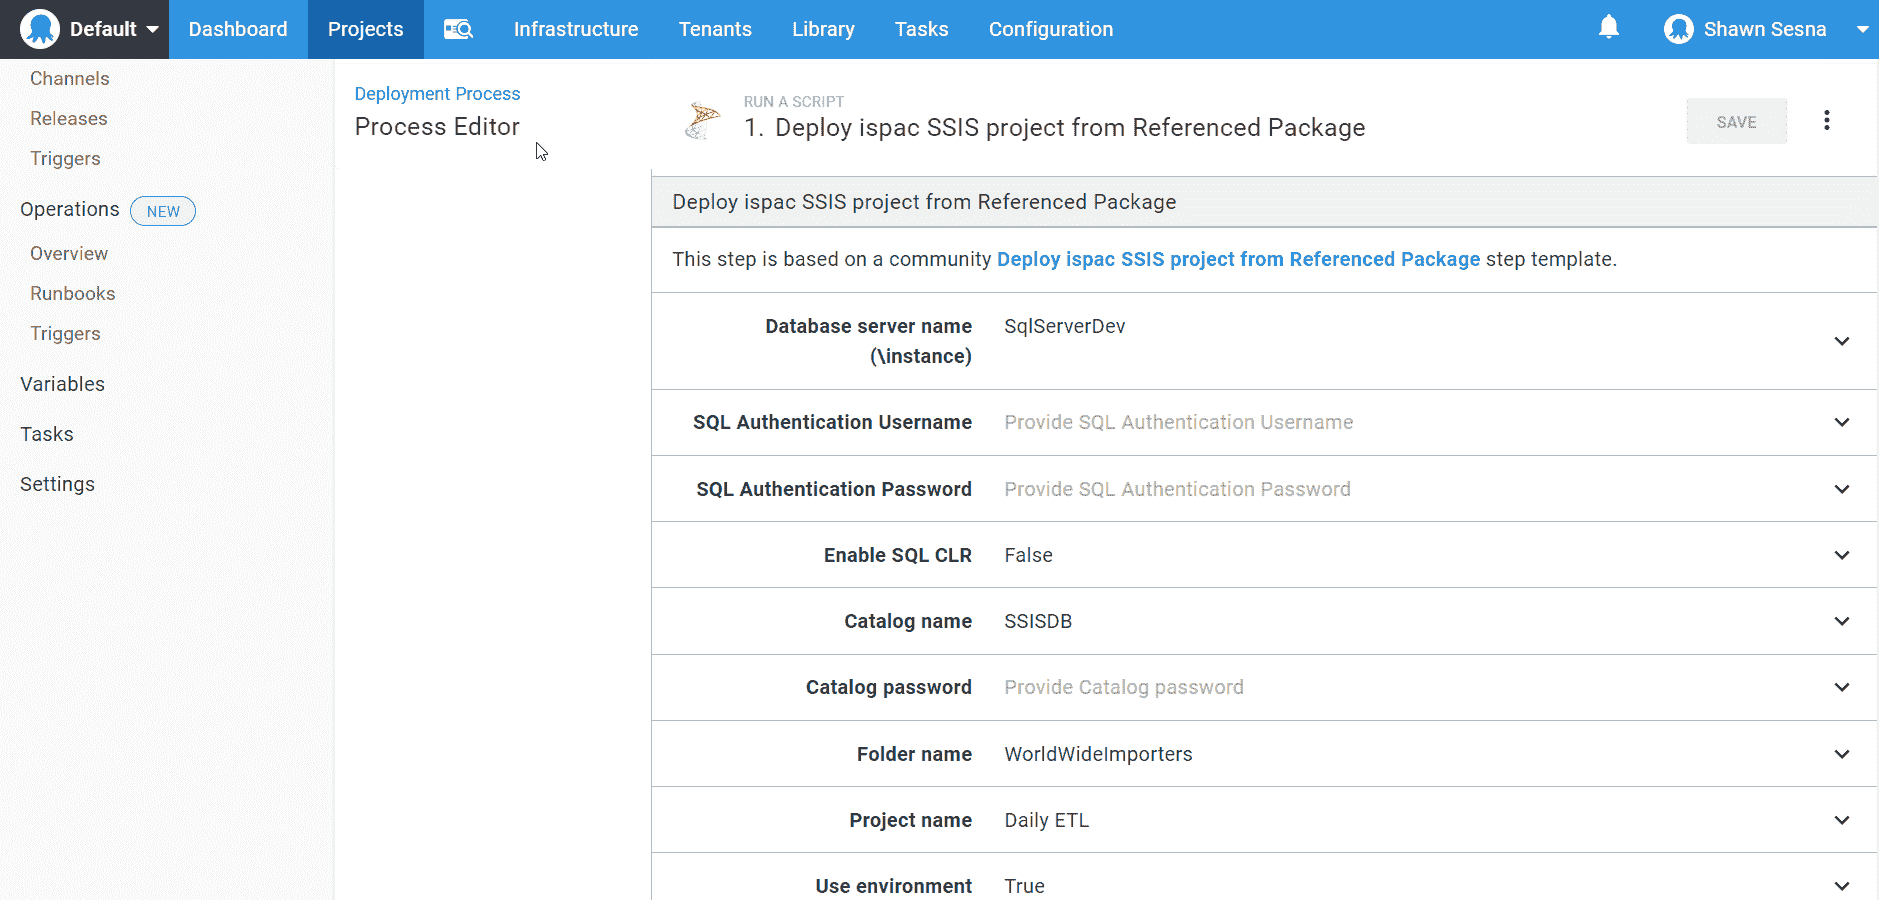 Default
Dashboard
Projects
Infrastructure
Tenants
Library
Tasks
Configuration
Shawn Sesna
Channels
Releases
Triggers
Operations NEW
Overview
Runbooks
Triggers
Variables
Tasks
Settings
Deployment Process
Process Editor
RUN A SCRIPT
1. Deploy ispac SSIS project from Referenced Package
SAVE
Deploy ispac SSIS project from Referenced Package
This step is based on a community Deploy ispac SSIS project from Referenced Package step template.
Database server name SqlServerDev
(\instance)
SQL Authentication Username Provide SQL Authentication Username
SQL Authentication Password Provide SQL Authentication Password
Enable SQL CLR False
Catalog name SSISDB
Catalog password Provide Catalog password
Folder name WorldWideImporters
Project name Daily ETL
Use environment True